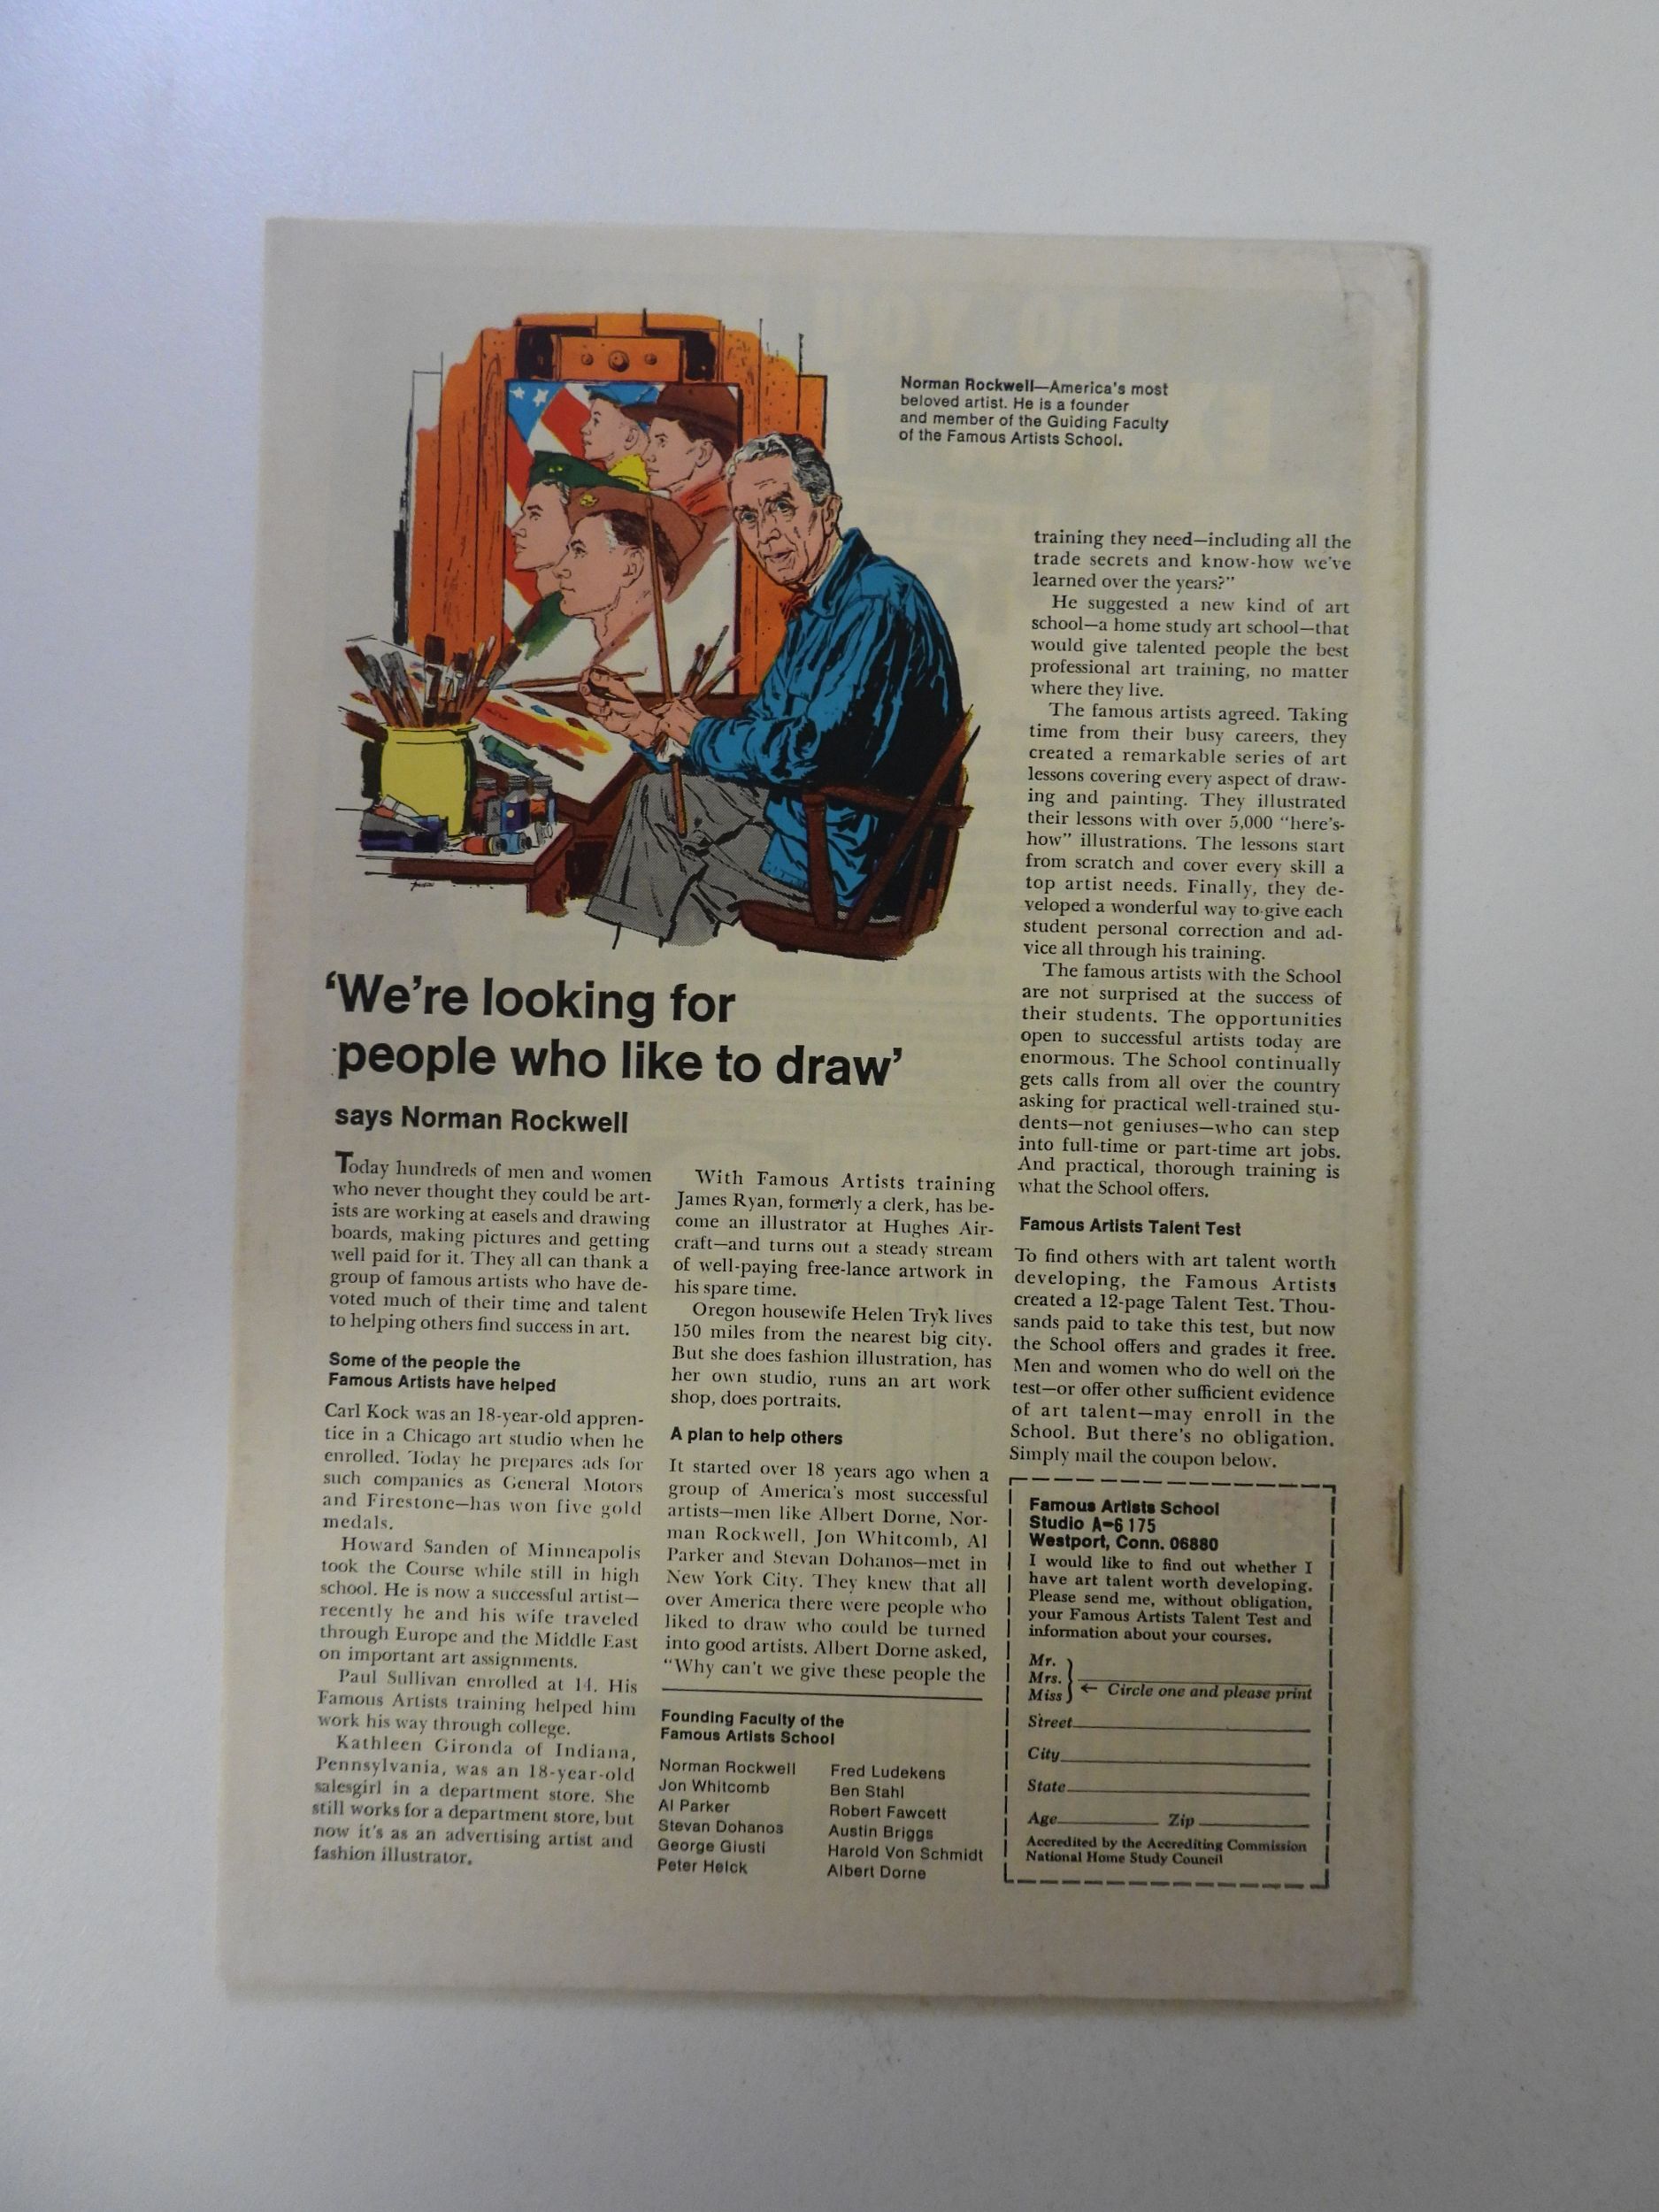 Norman Rockwell—America's most
beloved artist. He is a founder
and member of the Guiding Faculty
of the Famous Artists School.
'We're looking for
people who like to draw'
says Norman Rockwell
Today hundreds of men and women
who never thought they could be art-
ists are working at easels and drawing
boards, making pictures and getting
well paid for it. They all can thank a
group of famous artists who have de-
voted much of their time and talent
to helping others find success in art.
Some of the people the
Famous Artists have helped
Carl Kock was an 18-year-old appren-
tice in a Chicago art studio when he
enrolled. Today he prepares ads for
such companies as General Motors
and Firestone—has won five gold
medals.
Howard Sanden of Minneapolis
took the Course while still in high
school. He is now a successful artist—
recently he and his wife traveled
through Europe and the Middle East
on important art assignments.
Paul Sullivan enrolled at 14. His
Famous Artists training helped him
work his way through college.
Kathleen Gironda of Indiana,
Pennsylvania, was an 18-year-old
salesgirl in a department store. She
still works for a department store, but
now it's as an advertising artist and
fashion illustrator.
With Famous Artists training
James Ryan, formerly a clerk, has be-
come an illustrator at Hughes Air-
craft—and turns out a steady stream
of well-paying free-lance artwork in
his spare time.
Oregon housewife Helen Tryk lives
150 miles from the nearest big city.
But she does fashion illustration, has
her own studio, runs an art work
shop, does portraits.
A plan to help others
It started over 18 years ago when a
group of America's most successful
artists—men like Albert Dorne, Nor-
man Rockwell, Jon Whitcomb, Al
Parker and Stevan Dohanos—met in
New York City. They knew that all
over America there were people who
liked to draw who could be turned
into good artists. Albert Dorne asked,
"Why can't we give these people the
training they need—including all the
trade secrets and know-how we've
learned over the years?"
He suggested a new kind of art
school—a home study art school—that
would give talented people the best
professional art training, no matter
where they live.
The famous artists agreed. Taking
time from their busy careers, they
created a remarkable series of art
lessons covering every aspect of draw-
ing and painting. They illustrated
their lessons with over 5,000 "here's-
how" illustrations. The lessons start
from scratch and cover every skill a
top artist needs. Finally, they de-
veloped a wonderful way to give each
student personal correction and ad-
vice all through his training.
The famous artists with the School
are not surprised at the success of
their students. The opportunities
open to successful artists today are
enormous. The School continually
gets calls from all over the country
asking for practical well-trained stu-
dents—not geniuses—who can step
into full-time or part-time art jobs.
And practical, thorough training is
what the School offers.
Famous Artists Talent Test
To find others with art talent worth
developing, the Famous Artists
created a 12-page Talent Test. Thou-
sands paid to take this test, but now
the School offers and grades it free.
Men and women who do well on the
test—or offer other sufficient evidence
of art talent—may enroll in the
School. But there's no obligation.
Simply mail the coupon below.
Founding Faculty of the
Famous Artists School
Norman Rockwell
Jon Whitcomb
Al Parker
Stevan Dohanos
George Giusti
Peter Helck
Fred Ludekens
Ben Stahl
Robert Fawcett
Austin Briggs
Harold Von Schmidt
Albert Dorne
Famous Artists School
Studio A-6 175
Westport, Conn. 06880
I would like to find out whether I
have art talent worth developing.
Please send me, without obligation,
your Famous Artists Talent Test and
information about your courses.
Mr.
Mrs.
Miss
← Circle one and please print
Street
City
State
Age Zip
Accredited by the Accrediting Commission
National Home Study Council